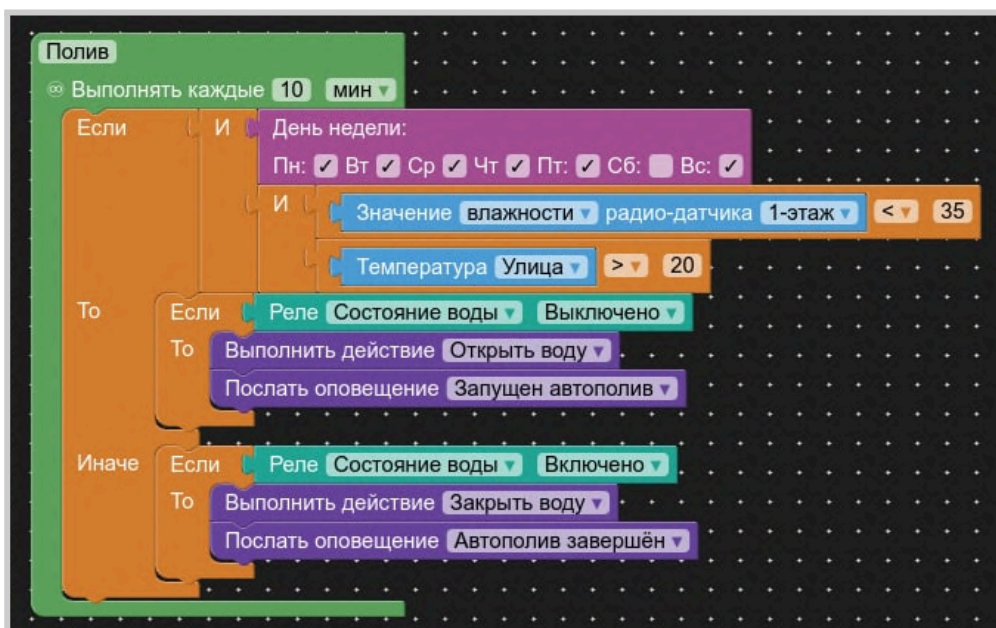 Полив
Выполнять каждые 10 мин
Если И День недели:
Пн: Вт Ср Чт Пт: Сб: Вс:
И Значение влажности радио-датчика 1-этаж < 35
Температура Улица > 20
То Если Реле Состояние воды Выключено
То Выполнить действие Открыть воду
Послать оповещение Запущен автополив
Иначе Если Реле Состояние воды Включено
То Выполнить действие Закрыть воду
Послать оповещение Автополив завершён